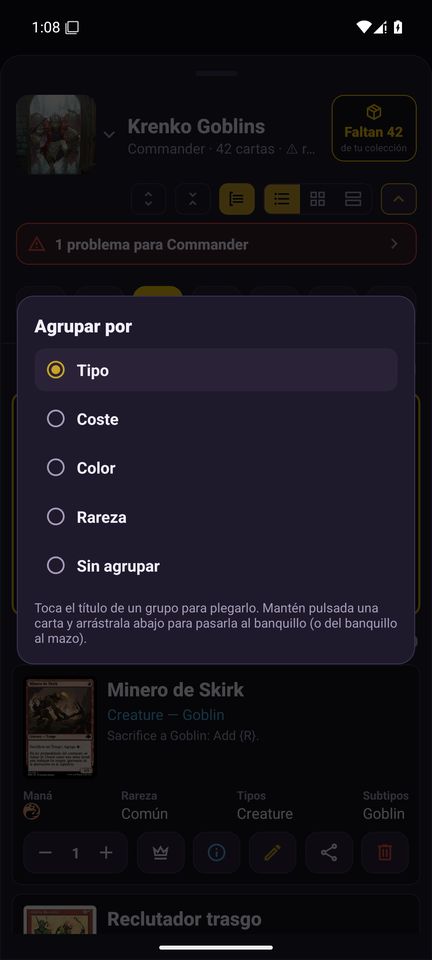 1:08
Krenko Goblins
Commander · 42 cartas · ⚠ r...
Faltan 42
de tu colección
1 problema para Commander
Agrupar por
Tipo
Coste
Color
Rareza
Sin agrupar
Toca el título de un grupo para plegarlo. Mantén pulsada una
carta y arrástrala abajo para pasarla al banquillo (o del banquillo
al mazo).
Minero de Skirk
Minero de Skirk
Creature — Goblin
Sacrifice a Goblin: Add {R}.
Maná
Rareza
Tipos
Subtipos
Común
Creature
Goblin
1
Reclutador trasgo